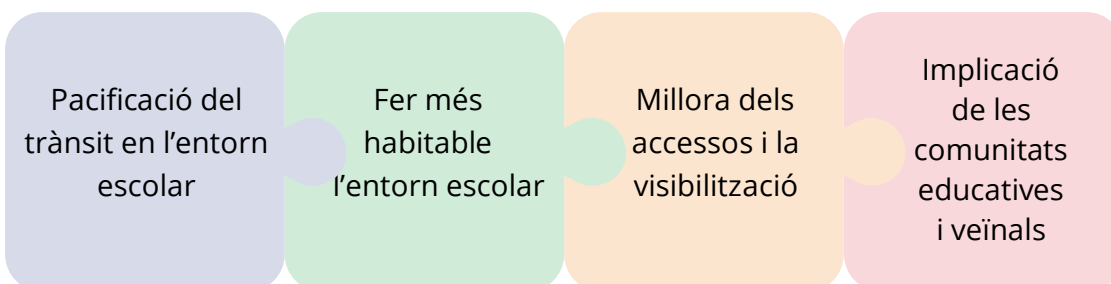 Pacificació del
trànsit en l’entorn
escolar
Fer més
habitable
l’entorn escolar
Millora dels
accessos i la
visibilització
Implicació
de les
comunitats
educatives
i veïnals